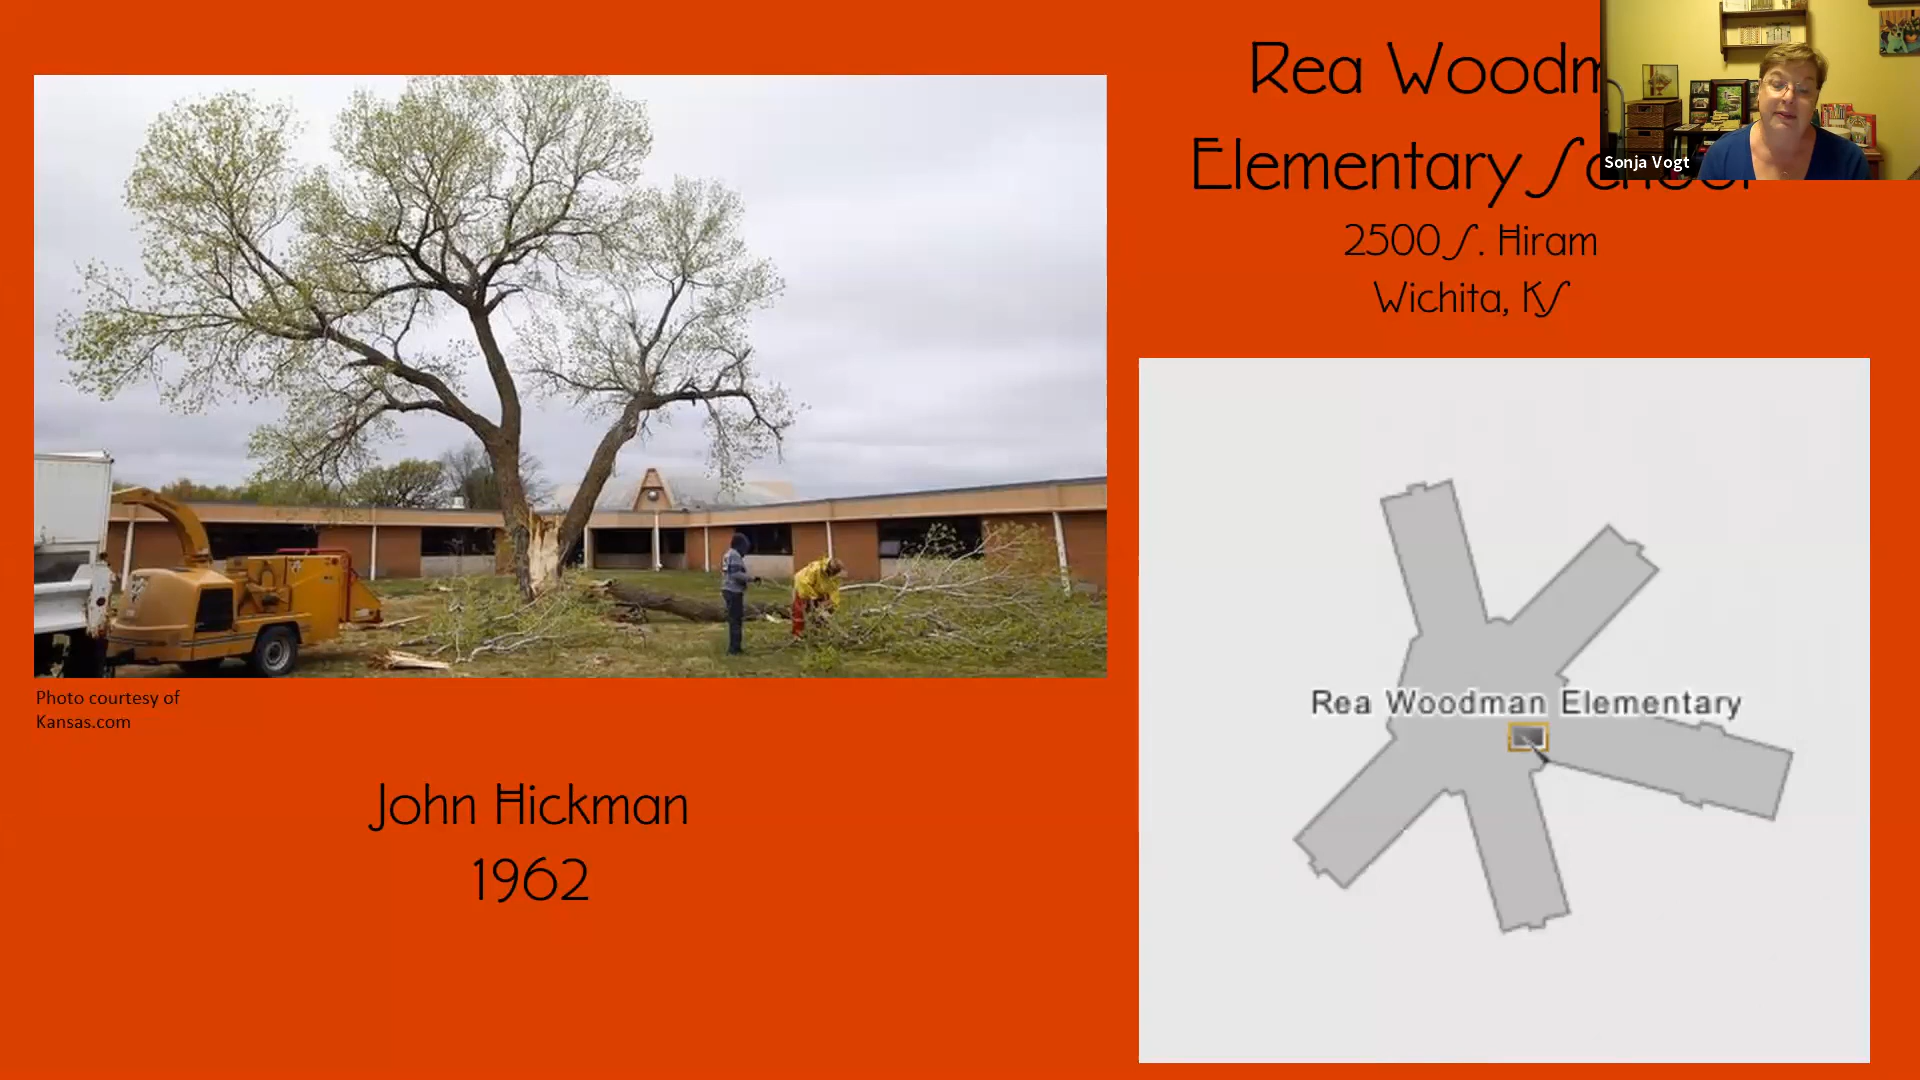 Rea Woodm
Elementary School
2500 S. Hiram
Wichita, KS
Sonja Vogt
Photo courtesy of
Kansas.com
Rea Woodman Elementary
John Hickman
1962